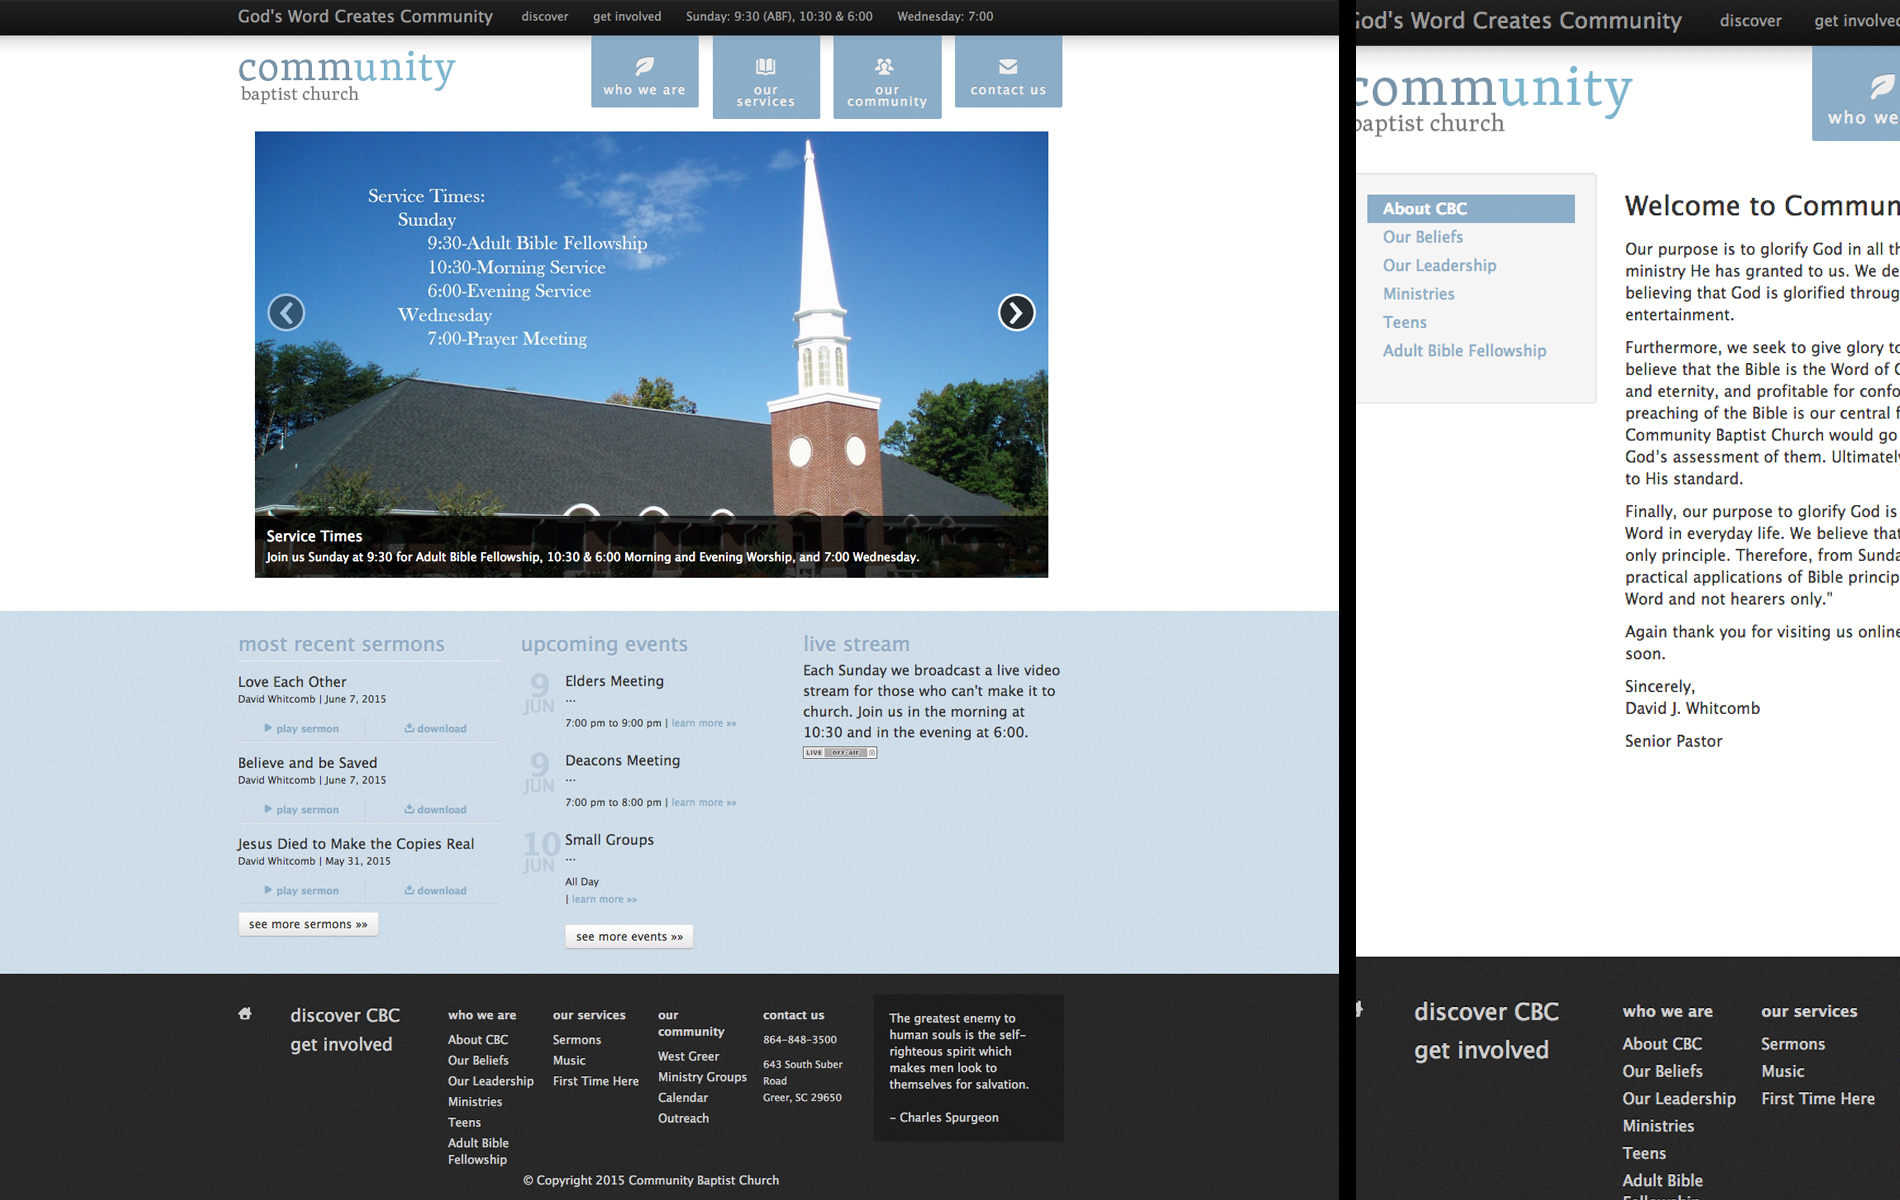 God's Word Creates Community discover get involved Sunday: 9:30 (ABF), 10:30 & 6:00 Wednesday: 7:00
community
baptist church
who we are
our
services
our
community
contact us
Service Times:
Sunday
9:30-Adult Bible Fellowship
10:30-Morning Service
6:00-Evening Service
Wednesday
7:00-Prayer Meeting
Service Times
Join us Sunday at 9:30 for Adult Bible Fellowship, 10:30 & 6:00 Morning and Evening Worship, and 7:00 Wednesday.
most recent sermons
Love Each Other
David Whitcomb | June 7, 2015
play sermon download
Believe and be Saved
David Whitcomb | June 7, 2015
play sermon download
Jesus Died to Make the Copies Real
David Whitcomb | May 31, 2015
play sermon download
see more sermons »»
upcoming events
9
JUN
Elders Meeting
...
7:00 pm to 9:00 pm | learn more »»
9
JUN
Deacons Meeting
...
7:00 pm to 8:00 pm | learn more »»
10
JUN
Small Groups
...
All Day
| learn more »»
see more events »»
live stream
Each Sunday we broadcast a live video
stream for those who can't make it to
church. Join us in the morning at
10:30 and in the evening at 6:00.
LIVE off-air
discover CBC
get involved
who we are
About CBC
Our Beliefs
Our Leadership
Ministries
Teens
Adult Bible
Fellowship
our services
Sermons
Music
First Time Here
our
community
West Greer
Ministry Groups
Calendar
Outreach
contact us
864-848-3500
643 South Suber
Road
Greer, SC 29650
The greatest enemy to
human souls is the self-
righteous spirit which
makes men look to
themselves for salvation.
– Charles Spurgeon
© Copyright 2015 Community Baptist Church
God's Word Creates Community discover get involved
community
baptist church
who we
About CBC
Our Beliefs
Our Leadership
Ministries
Teens
Adult Bible Fellowship
Welcome to Commun
Our purpose is to glorify God in all th
ministry He has granted to us. We de
believing that God is glorified throug
entertainment.
Furthermore, we seek to give glory to
believe that the Bible is the Word of G
and eternity, and profitable for confo
preaching of the Bible is our central f
Community Baptist Church would go
God's assessment of them. Ultimately
to His standard.
Finally, our purpose to glorify God is
Word in everyday life. We believe that
only principle. Therefore, from Sunda
practical applications of Bible princip
Word and not hearers only."
Again thank you for visiting us online
soon.
Sincerely,
David J. Whitcomb
Senior Pastor
discover CBC
get involved
who we are
About CBC
Our Beliefs
Our Leadership
Ministries
Teens
Adult Bible
our services
Sermons
Music
First Time Here